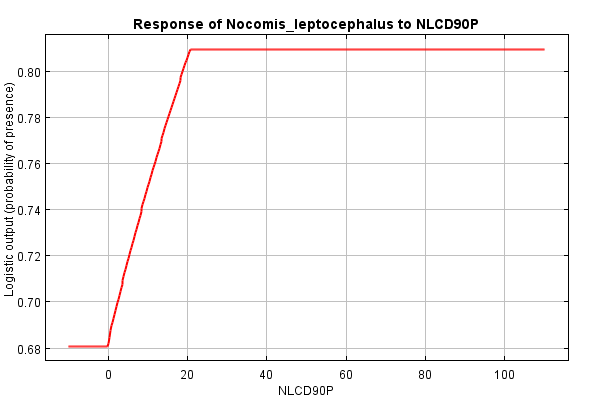 Response of Nocomis_leptocephalus to NLCD90P
Logistic output (probability of presence)
0.80
0.78
0.76
0.74
0.72
0.70
0.68
0 20 40 60 80 100
NLCD90P